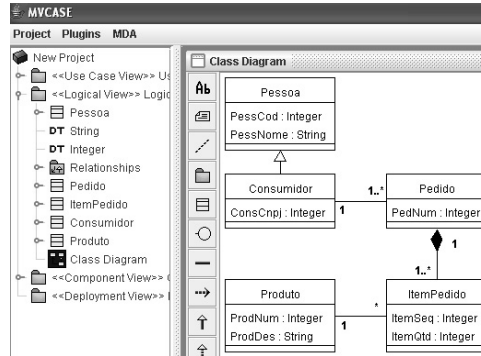 MVCASE
Project Plugins MDA
New Project
<<Use Case View>> Us
<<Logical View>> Logic
Pessoa
DT String
DT Integer
Relationships
Pedido
ItemPedido
Consumidor
Produto
Class Diagram
<<Component View>>
<<Deployment View>>
Class Diagram
Ab
Pessoa
PessCod : Integer
PessNome : String
Consumidor
ConsCnpj : Integer
1
1..*
Pedido
PedNum : Integer
1
1..*
Produto
ProdNum : Integer
ProdDes : String
1
*
ItemPedido
ItemSeq : Integer
ItemQtd : Integer